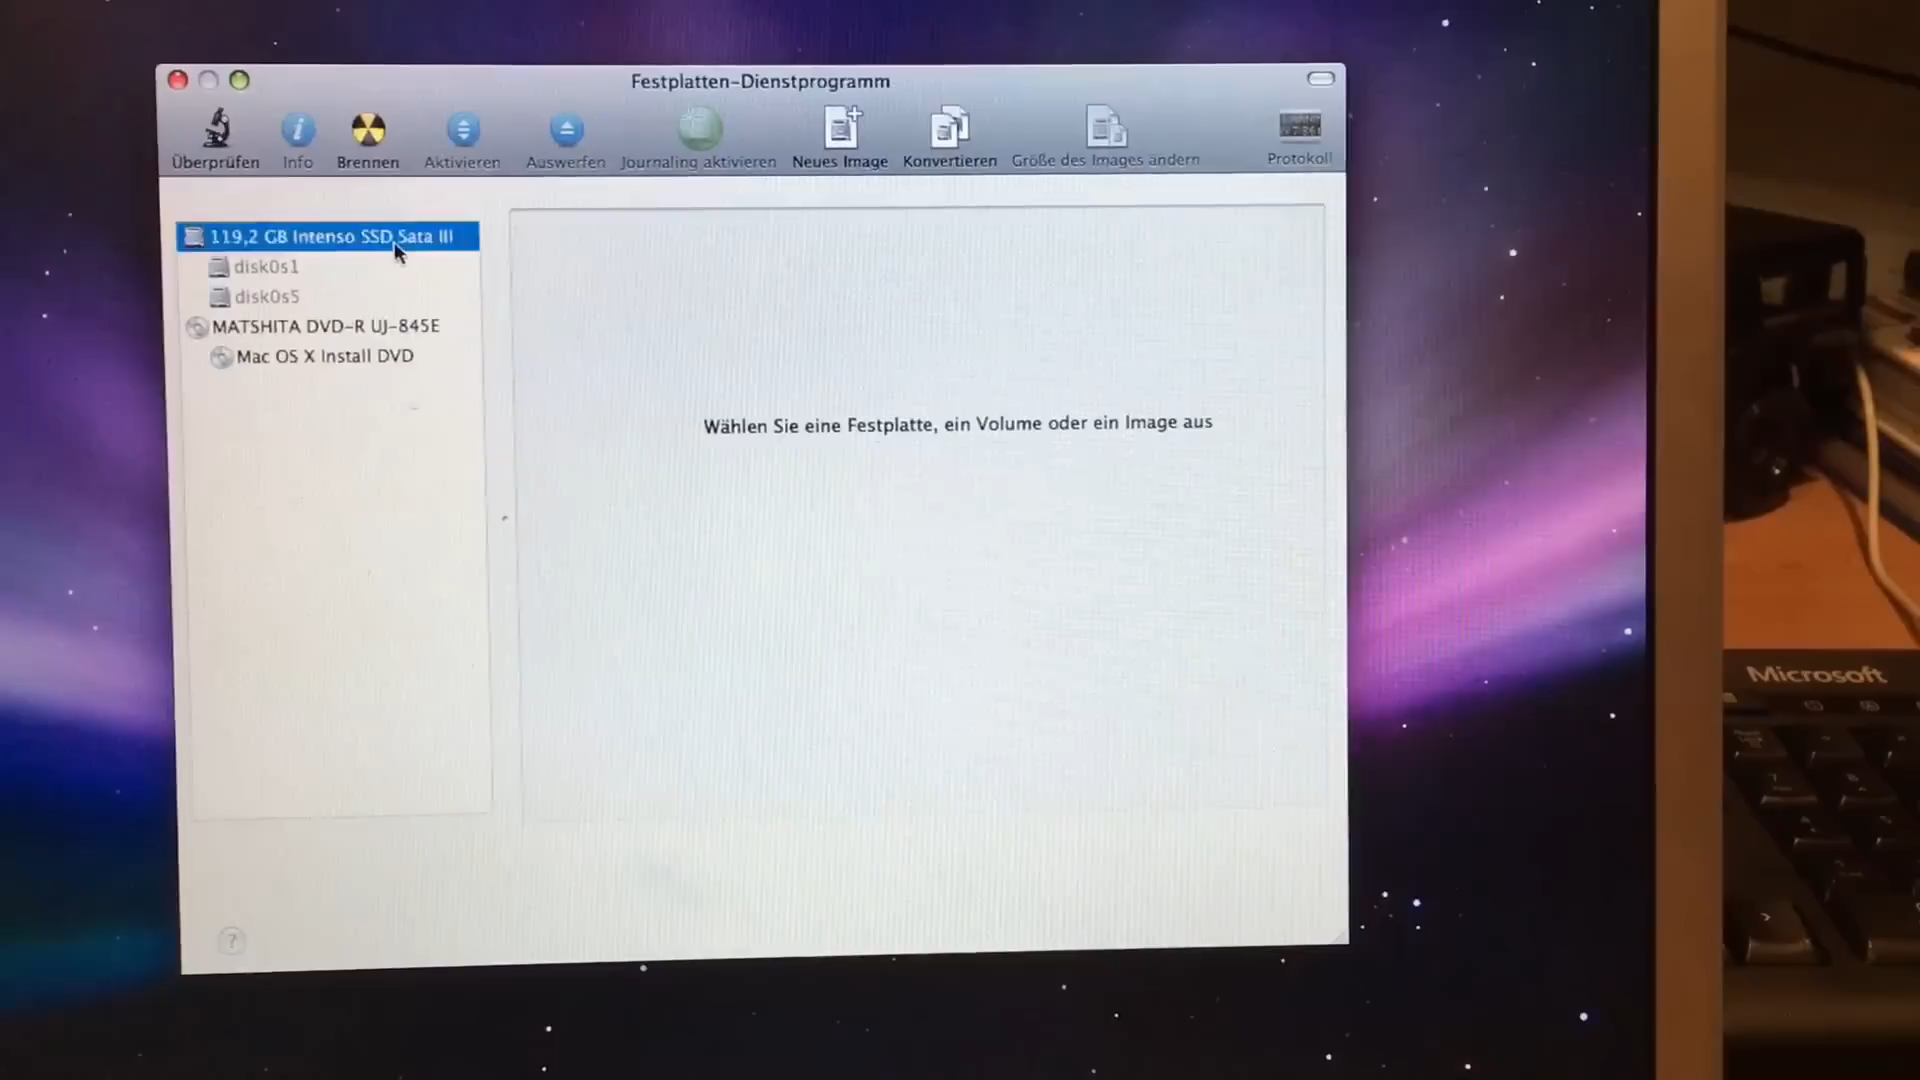 Festplatten-Dienstprogramm
Überprüfen
Info
Brennen
Aktivieren
Auswerfen
Journaling aktivieren
Neues Image
Konvertieren
Größe des Images ändern
Protokoll
119,2 GB Intenso SSD Sata III
disk0s1
disk0s5
MATSHITA DVD-R UJ-845E
Mac OS X Install DVD
Wählen Sie eine Festplatte, ein Volume oder ein Image aus
?
Microsoft